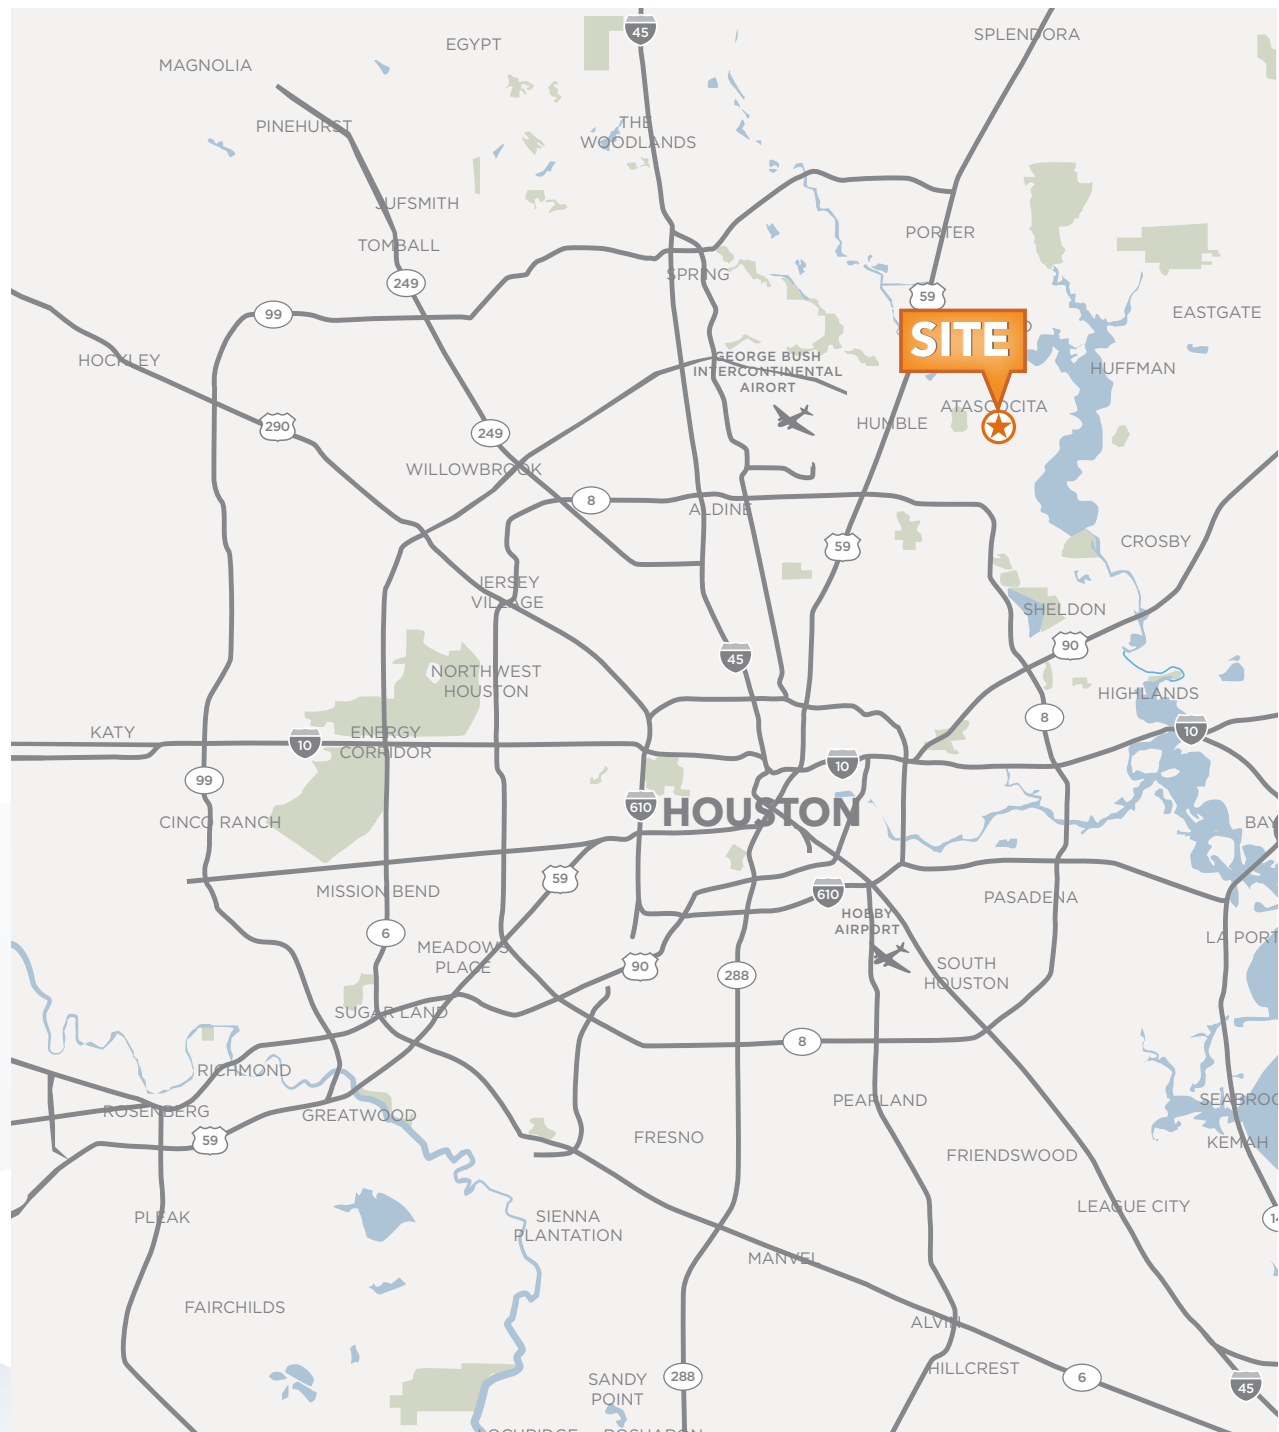 45
SPLENDORA
EGYPT
MAGNOLIA
THE
WOODLANDS
PINEHURST
JUFSMITH
TOMBALL
PORTER
SPRING
249
59
99
EASTGATE
SITE
GEORGE BUSH
INTERCONTINENTAL
AIRORT
HOCKLEY
HUFFMAN
ATASCOCITA
HUMBLE
290
249
WILLOWBROOK
8
ALDINE
59
CROSBY
JERSEY
VILLAGE
SHELDON
90
45
NORTHWEST
HOUSTON
HIGHLANDS
8
KATY
ENERGY
CORRIDOR
10
10
10
99
610
HOUSTON
CINCO RANCH
BAY
59
MISSION BEND
610
PASADENA
HOBBY
AIRPORT
6
MEADOWS
PLACE
LA PORT
90
288
SOUTH
HOUSTON
SUGAR LAND
8
RICHMOND
ROSENBERG
GREATWOOD
PEARLAND
SEABROO
59
FRESNO
KEMAH
FRIENDSWOOD
PLEAK
SIENNA
PLANTATION
LEAGUE CITY
14
MANVEL
FAIRCHILDS
ALVIN
HILLCREST
288
SANDY
POINT
6
45